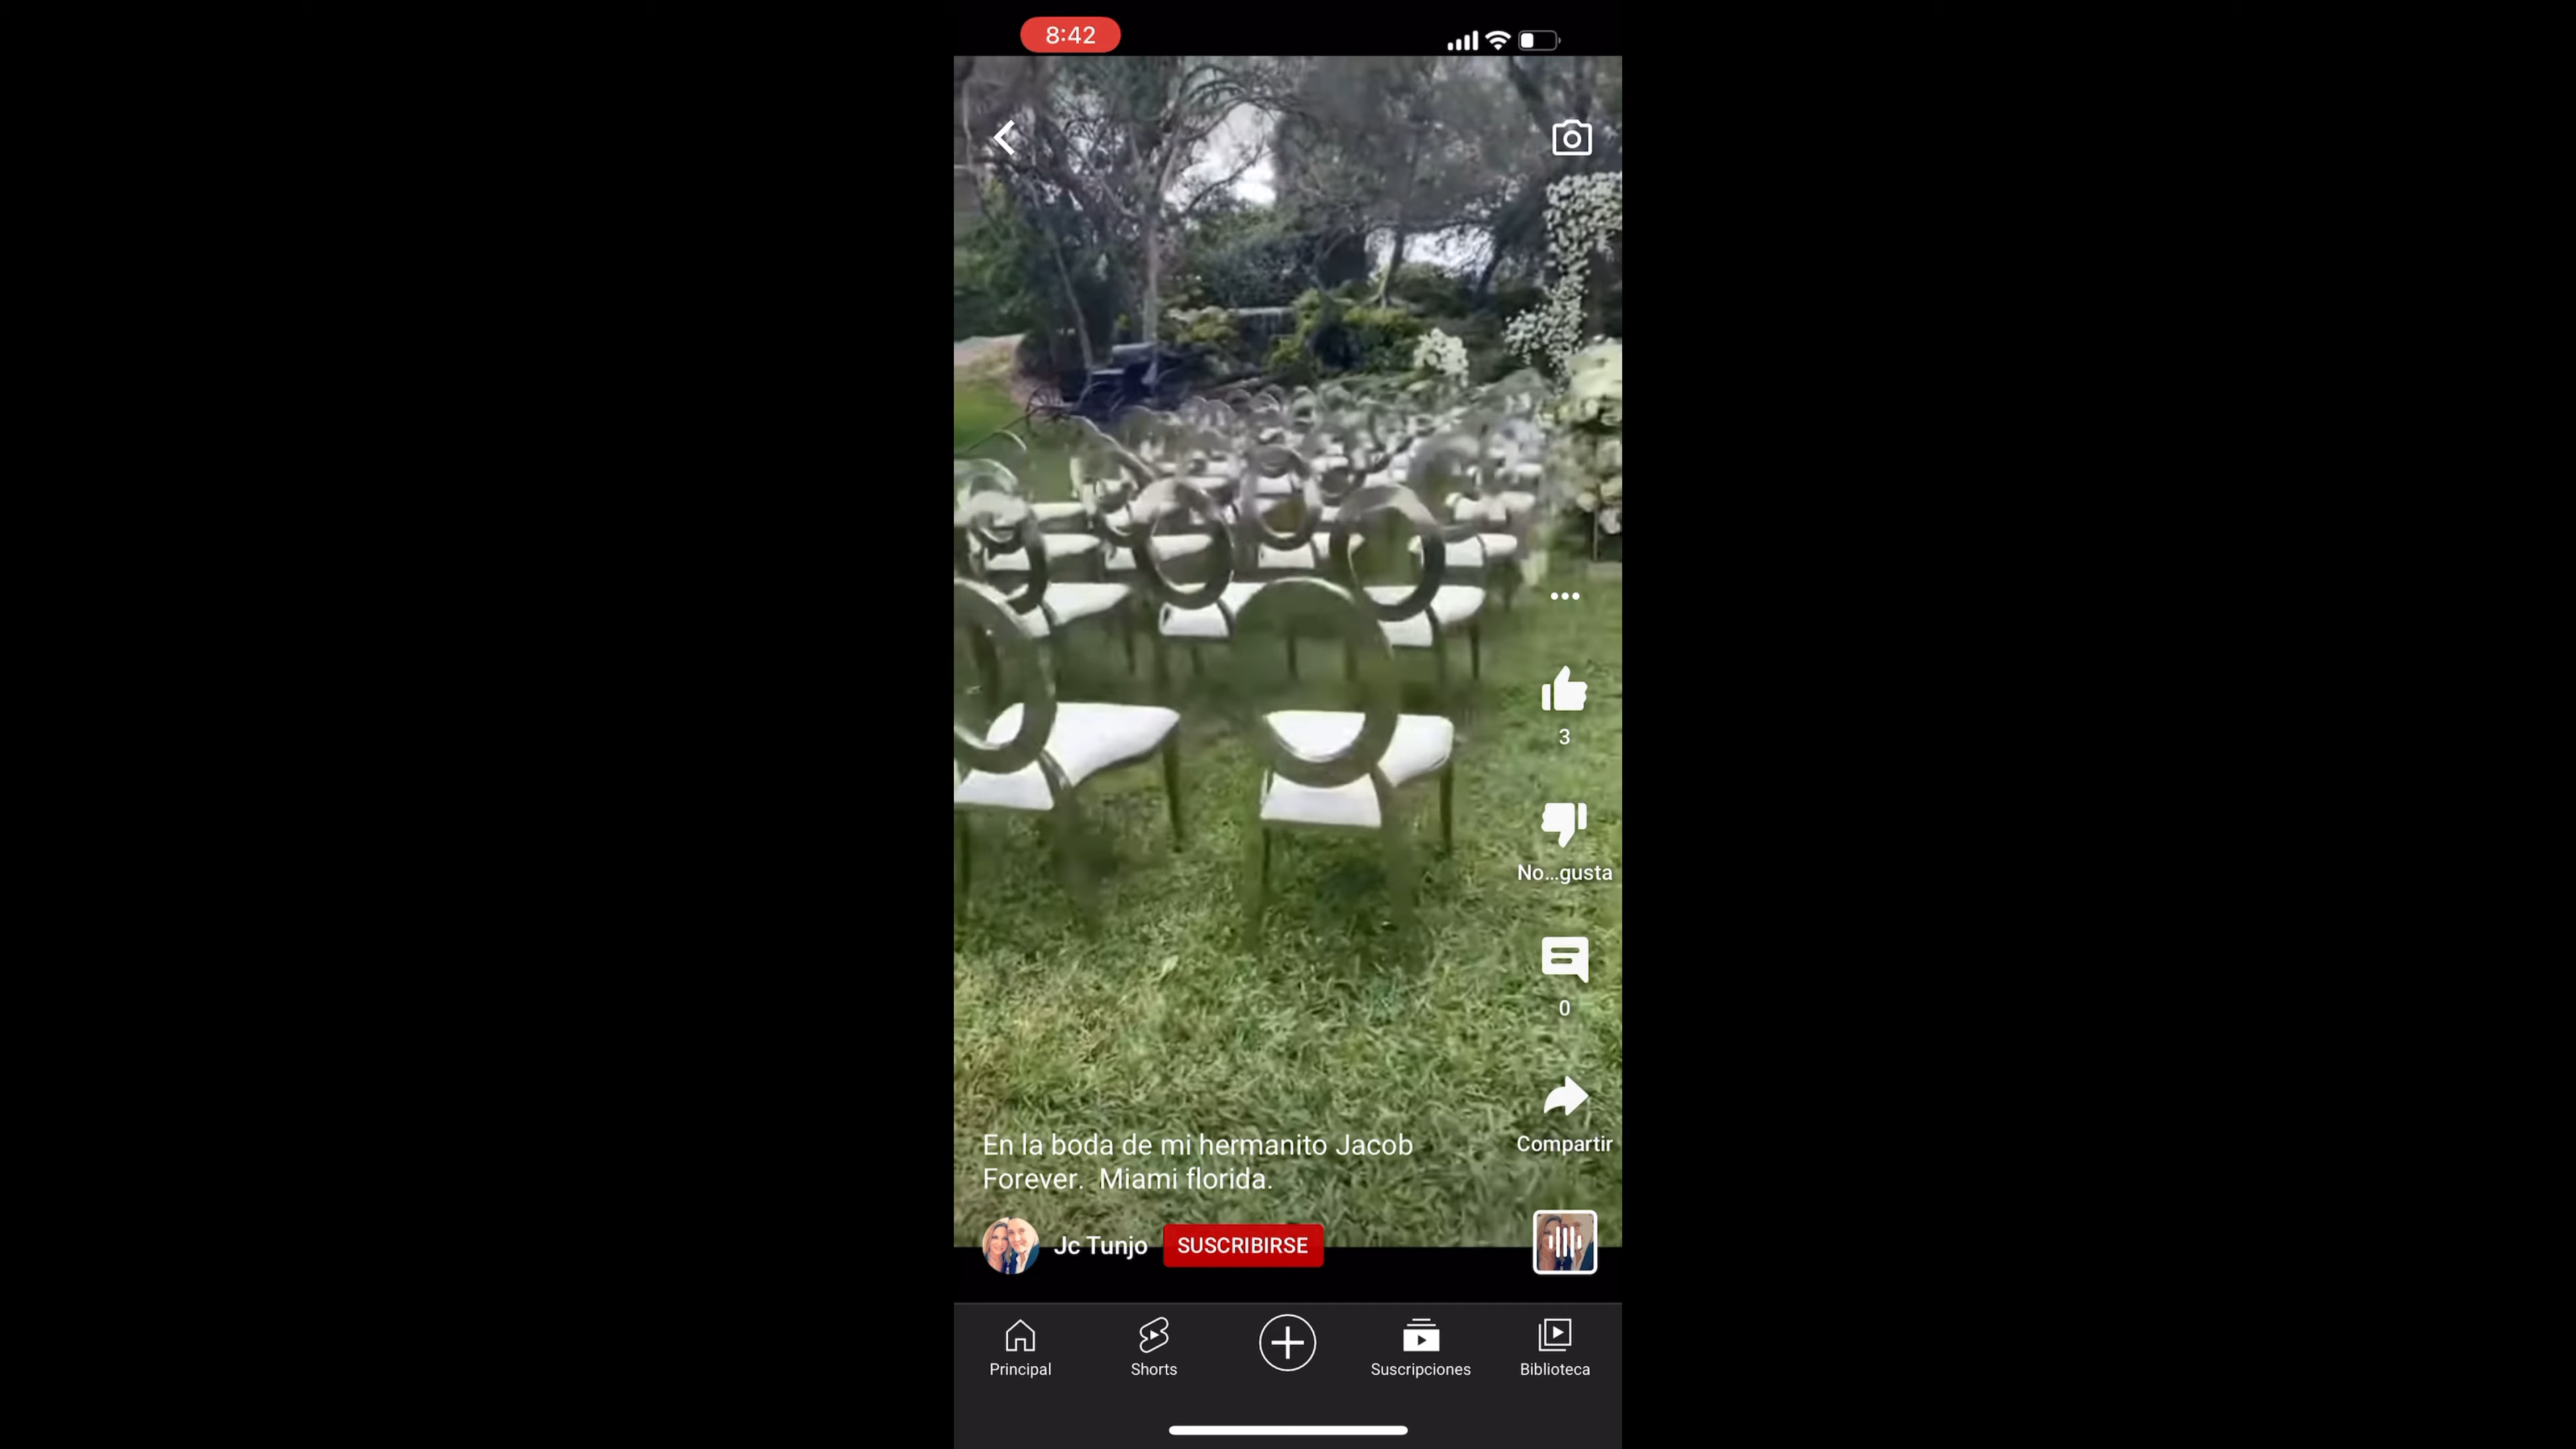 8:42
3
No...gusta
0
Compartir
En la boda de mi hermanito Jacob
Forever.  Miami florida.
Jc Tunjo
SUSCRIBIRSE
Principal
Shorts
Suscripciones
Biblioteca